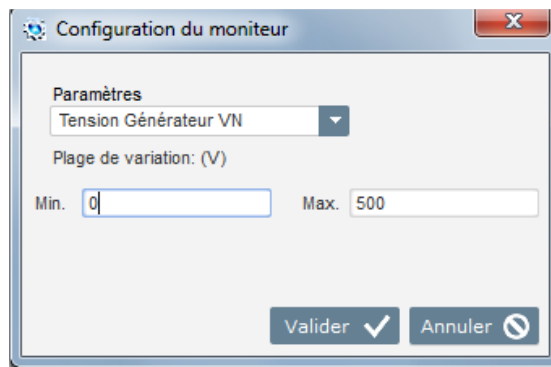 Configuration du moniteur
Paramètres
Tension Générateur VN
Plage de variation: (V)
Min. 0 Max. 500
Valider Annuler